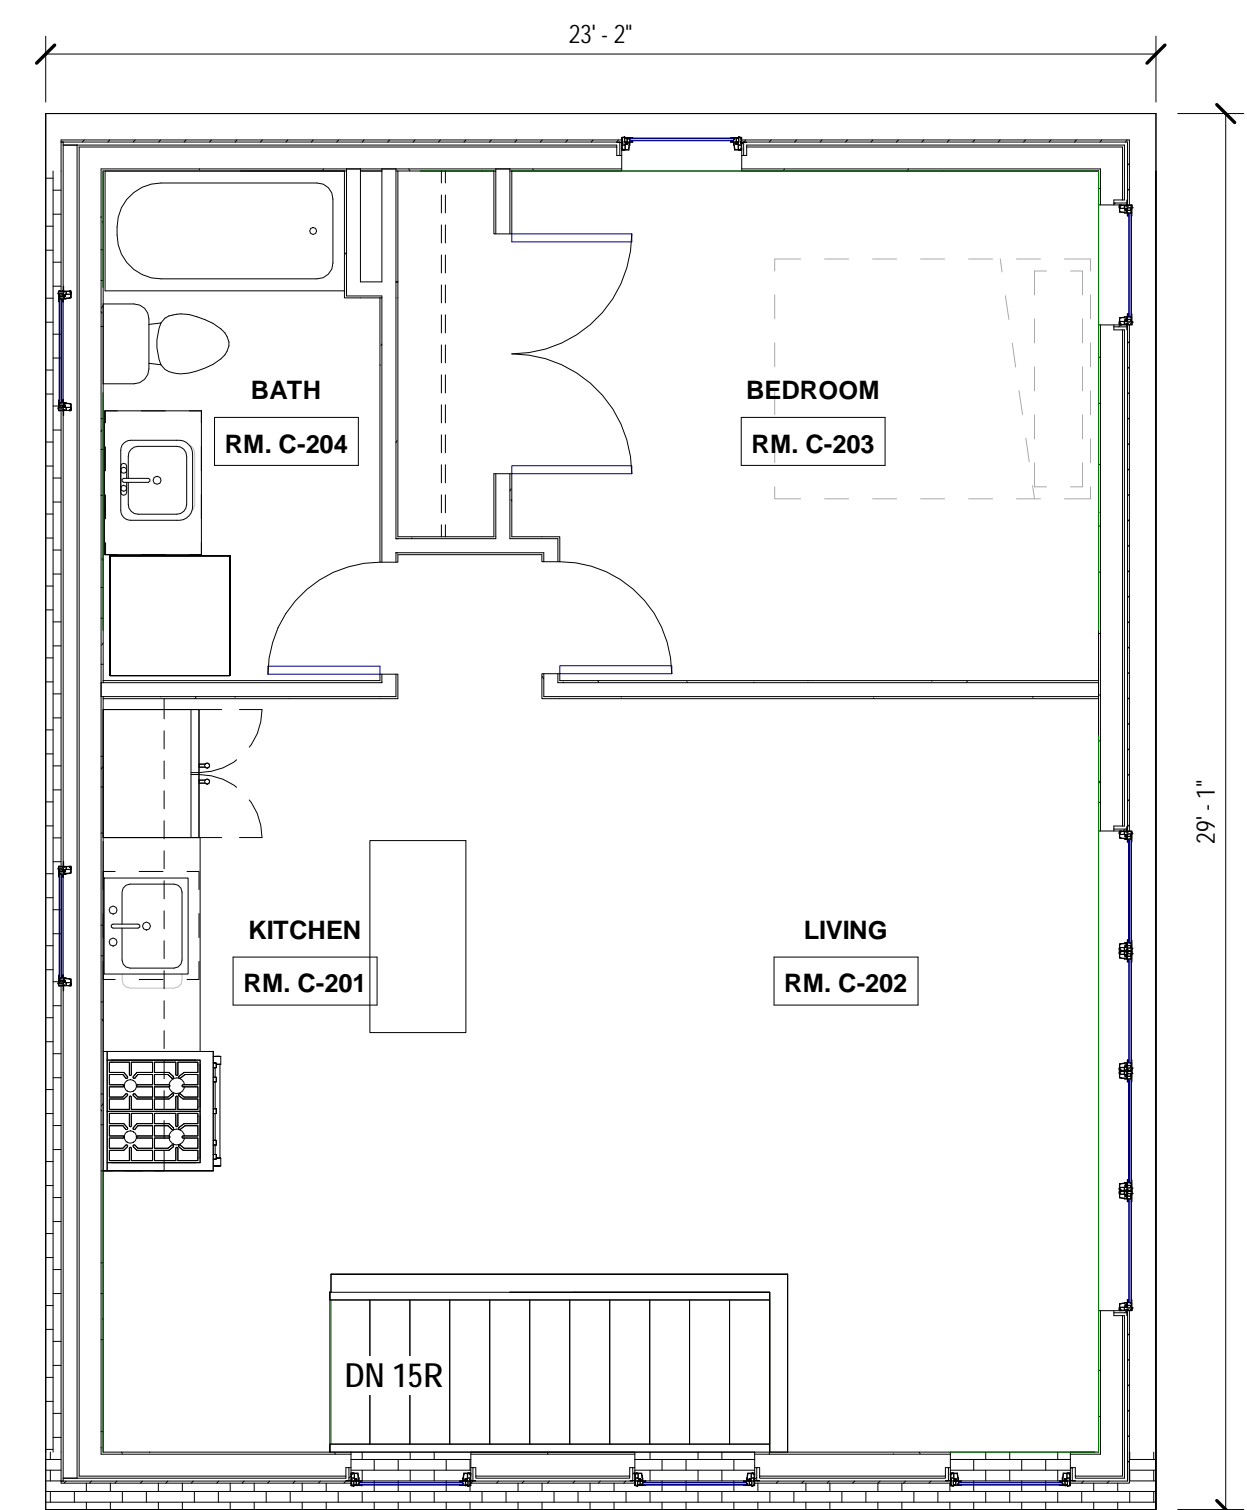 23' - 2"
BATH
RM. C-204
BEDROOM
RM. C-203
29' - 1"
KITCHEN
RM. C-201
LIVING
RM. C-202
DN 15R